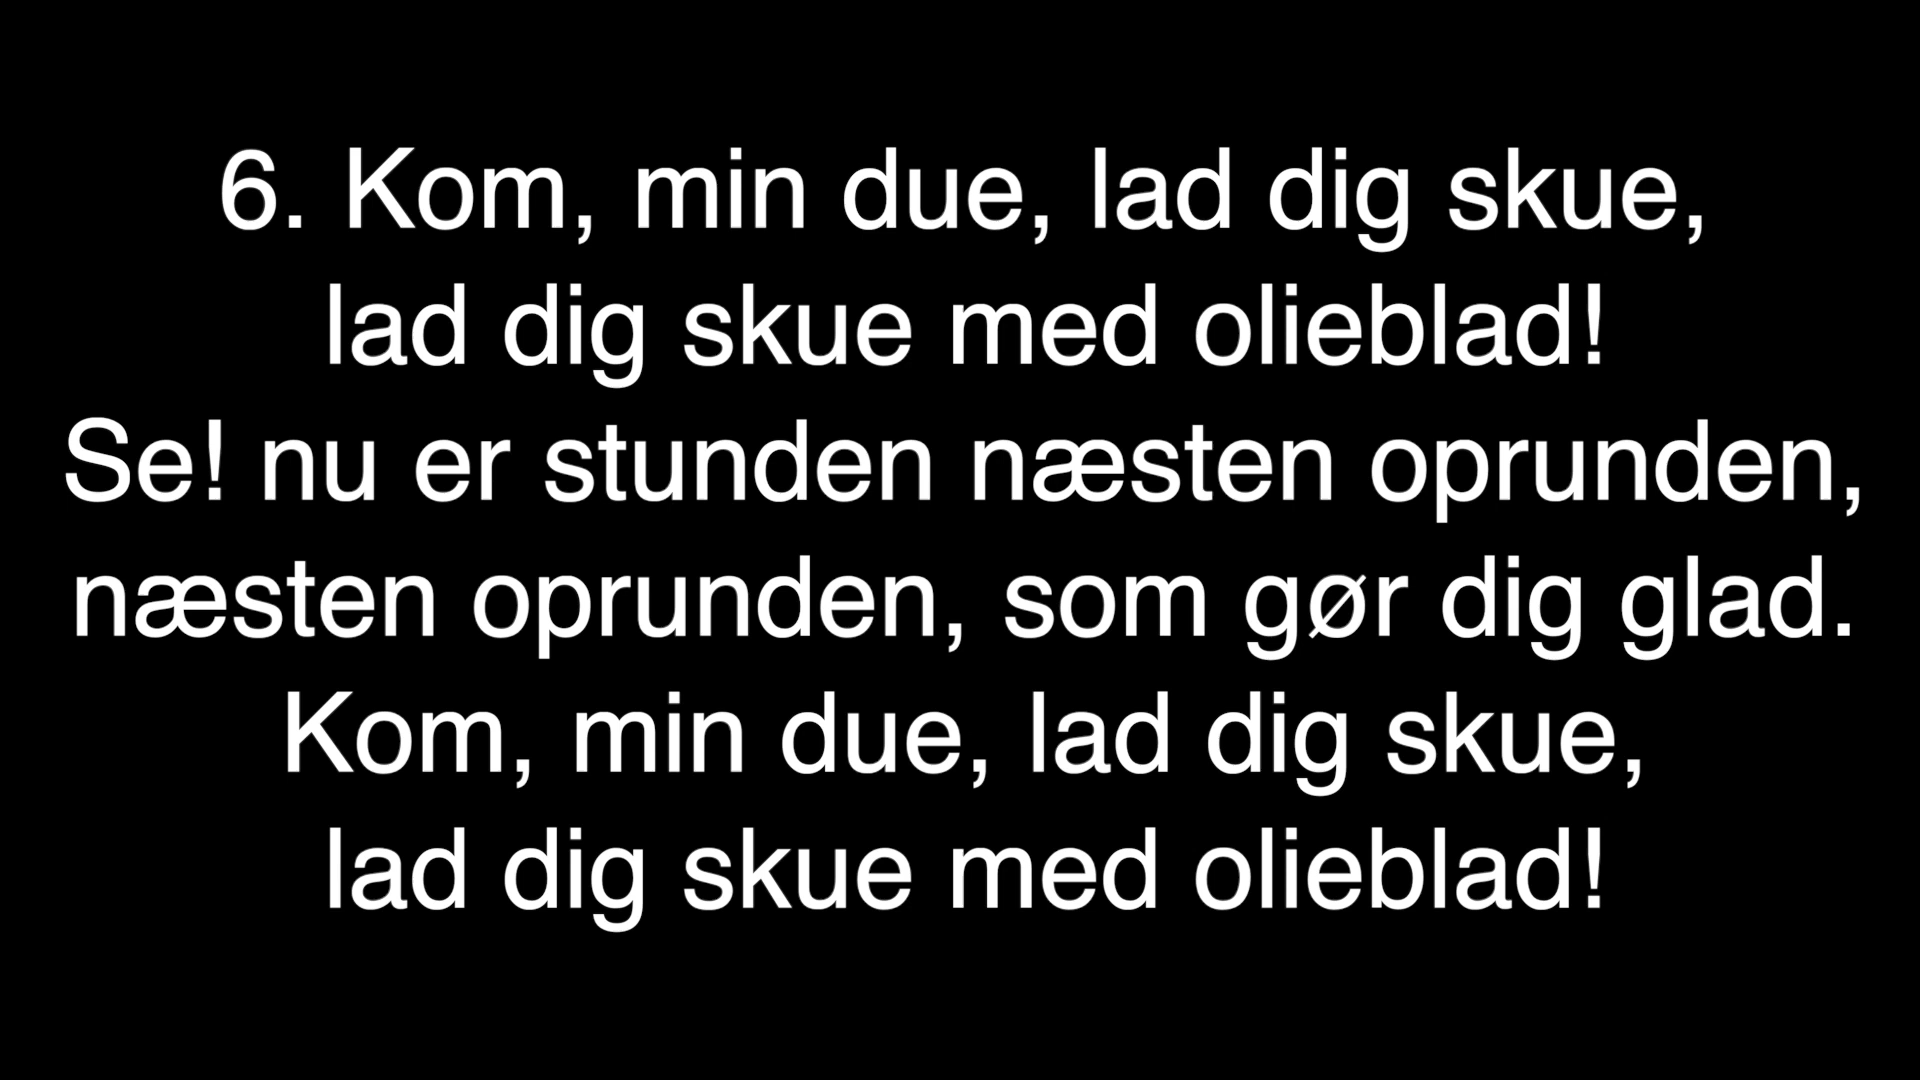 6. Kom, min due, lad dig skue,
lad dig skue med olieblad!
Se! nu er stunden næsten oprunden,
næsten oprunden, som gør dig glad.
Kom, min due, lad dig skue,
lad dig skue med olieblad!